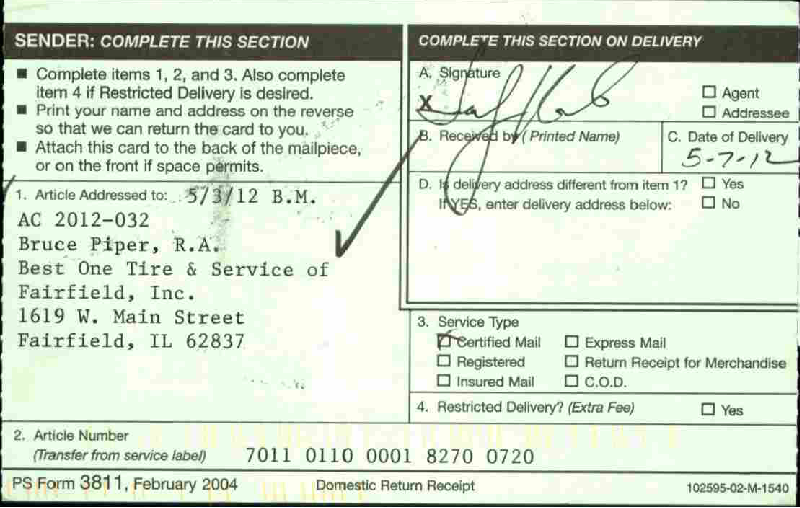 SENDER: COMPLETE THIS SECTION
■ Complete items 1, 2, and 3. Also complete
item 4 if Restricted Delivery is desired.
■ Print your name and address on the reverse
so that we can return the card to you.
■ Attach this card to the back of the mailpiece,
or on the front if space permits.
1. Article Addressed to: 5/3/12 B.M.
AC 2012-032
Bruce Piper, R.A.
Best One Tire & Service of
Fairfield, Inc.
1619 W. Main Street
Fairfield, IL 62837
2. Article Number
(Transfer from service label) 7011 0110 0001 8270 0720
COMPLETE THIS SECTION ON DELIVERY
A. Signature
X
☐ Agent
☐ Addressee
B. Received by (Printed Name)
C. Date of Delivery
5-7-12
D. Is delivery address different from item 1? ☐ Yes
If YES, enter delivery address below: ☐ No
3. Service Type
☒ Certified Mail ☐ Express Mail
☐ Registered ☐ Return Receipt for Merchandise
☐ Insured Mail ☐ C.O.D.
4. Restricted Delivery? (Extra Fee) ☐ Yes
PS Form 3811, February 2004 Domestic Return Receipt 102595-02-M-1540